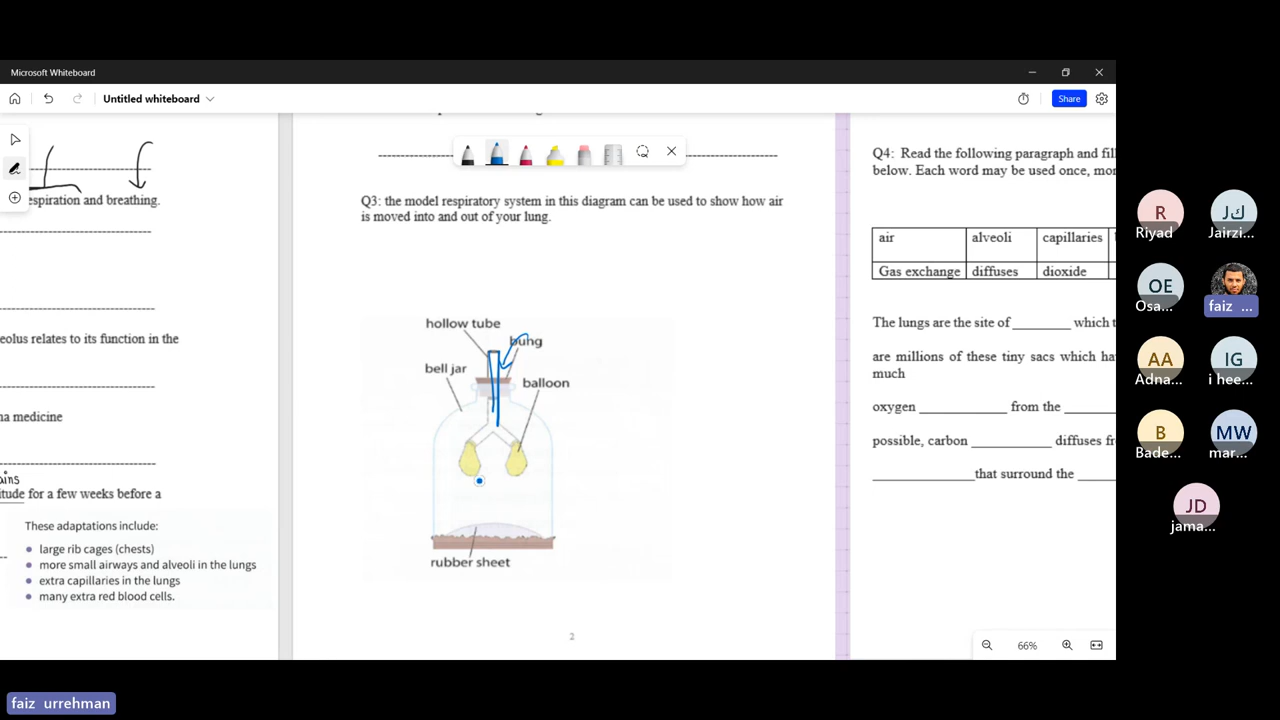 Microsoft Whiteboard
Untitled whiteboard
Share
espiration and breathing.
eolus relates to its function in the
na medicine
ains
itude for a few weeks before a
These adaptations include:
large rib cages (chests)
more small airways and alveoli in the lungs
extra capillaries in the lungs
many extra red blood cells.
Q3: the model respiratory system in this diagram can be used to show how air
is moved into and out of your lung.
hollow tube
bung
bell jar
balloon
rubber sheet
2
Q4: Read the following paragraph and fil
below. Each word may be used once, mor
air alveoli capillaries
Gas exchange diffuses dioxide
The lungs are the site of ________ which t
are millions of these tiny sacs which ha
much
oxygen ____________ from the ________
possible, carbon ___________ diffuses fr
______________that surround the ______
66%
R
Riyad
كJ
Jairzi...
OE
Osa...
faiz ...
AA
Adna...
IG
i hee...
B
Bade...
MW
mar...
JD
jama...
faiz urrehman